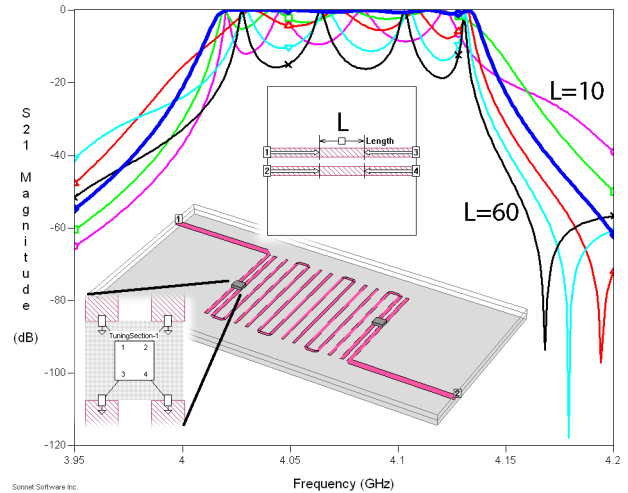 0
-20
-40
-60
-80
-100
-120
S21 Magnitude (dB)
3.95
4
4.05
4.1
4.15
4.2
Frequency (GHz)
L=10
L=60
L
Length
1
3
2
4
1
2
TuningSection-1
1 2
3 4
Sonnet Software Inc.